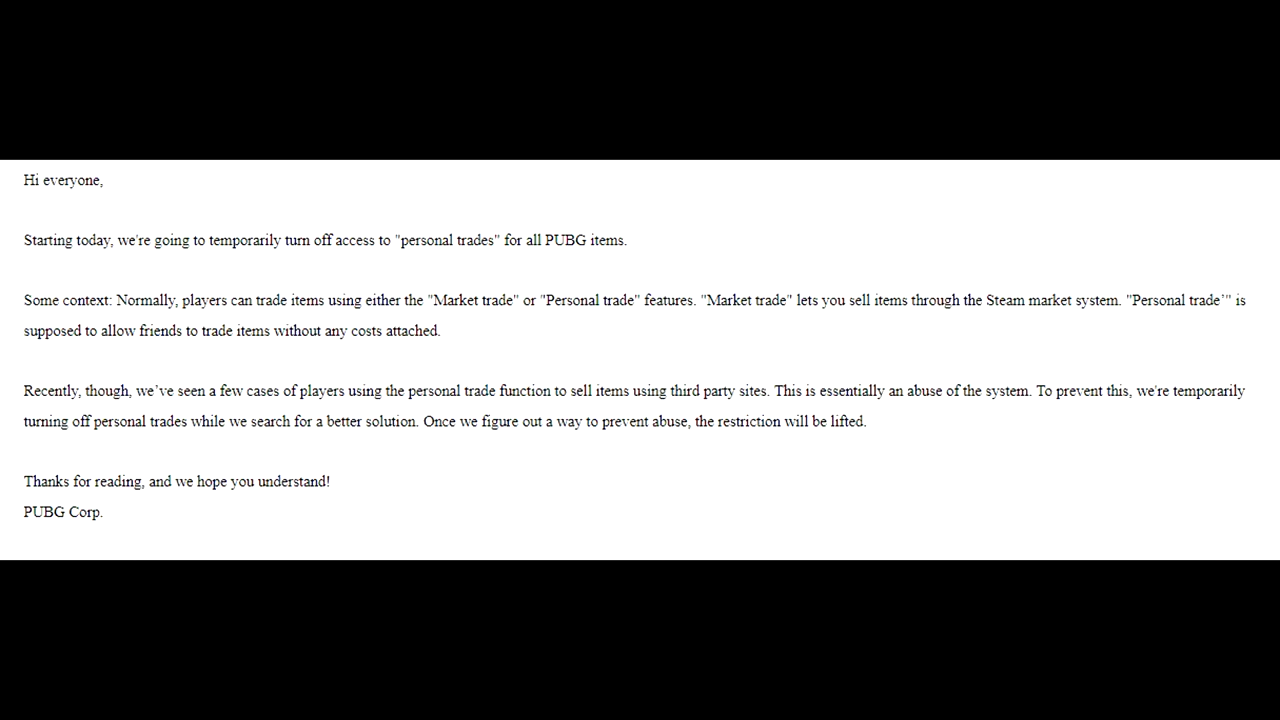 Hi everyone,
Starting today, we're going to temporarily turn off access to "personal trades" for all PUBG items.
Some context: Normally, players can trade items using either the "Market trade" or "Personal trade" features. "Market trade" lets you sell items through the Steam market system. "Personal trade'" is
supposed to allow friends to trade items without any costs attached.
Recently, though, we've seen a few cases of players using the personal trade function to sell items using third party sites. This is essentially an abuse of the system. To prevent this, we're temporarily
turning off personal trades while we search for a better solution. Once we figure out a way to prevent abuse, the restriction will be lifted.
Thanks for reading, and we hope you understand!
PUBG Corp.